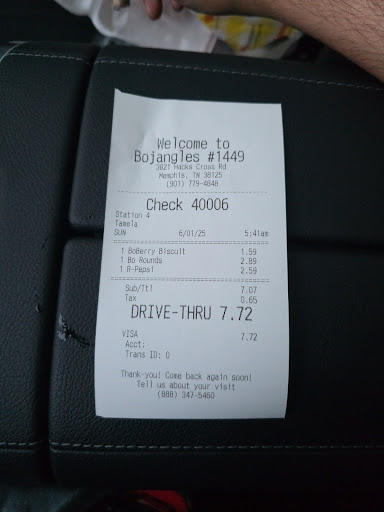 Welcome to
Bojangles #1449
3821 Hacks Cross Rd
Memphis, TN 38125
(901) 779-4848
Check 40006
Station 4
Tamela
SUN 6/01/25 5:41am
1 BoBerry Biscuit 1.59
1 Bo Rounds 2.89
1 R-Pepsi 2.59
Sub/Ttl 7.07
Tax 0.65
DRIVE-THRU 7.72
VISA 7.72
Acct:
Trans ID: 0
Thank-you! Come back again soon!
Tell us about your visit
(888) 347-5460